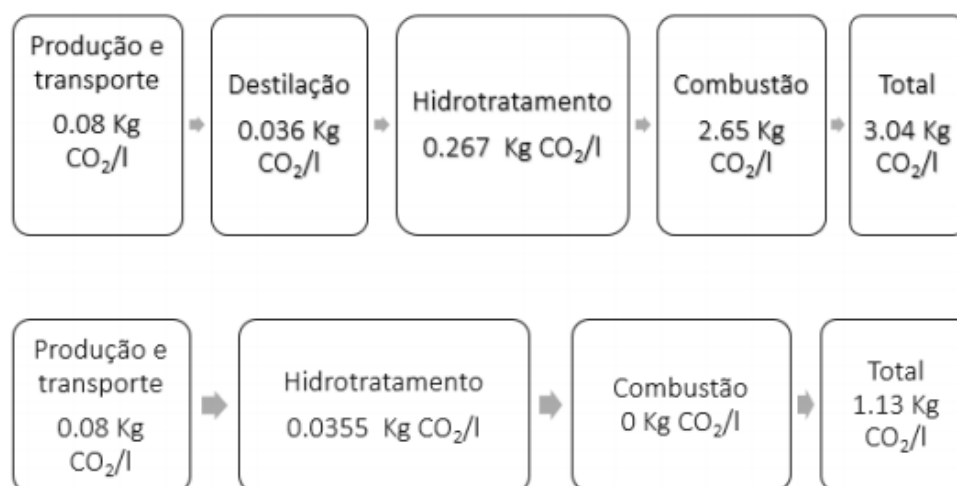 Produção e
transporte
0.08 Kg
CO₂/l
Destilação
0.036 Kg
CO₂/l
Hidrotratamento
0.267 Kg CO₂/l
Combustão
2.65 Kg
CO₂/l
Total
3.04 Kg
CO₂/l
Produção e
transporte
0.08 Kg
CO₂/l
Hidrotratamento
0.0355 Kg CO₂/l
Combustão
0 Kg CO₂/l
Total
1.13 Kg
CO₂/l